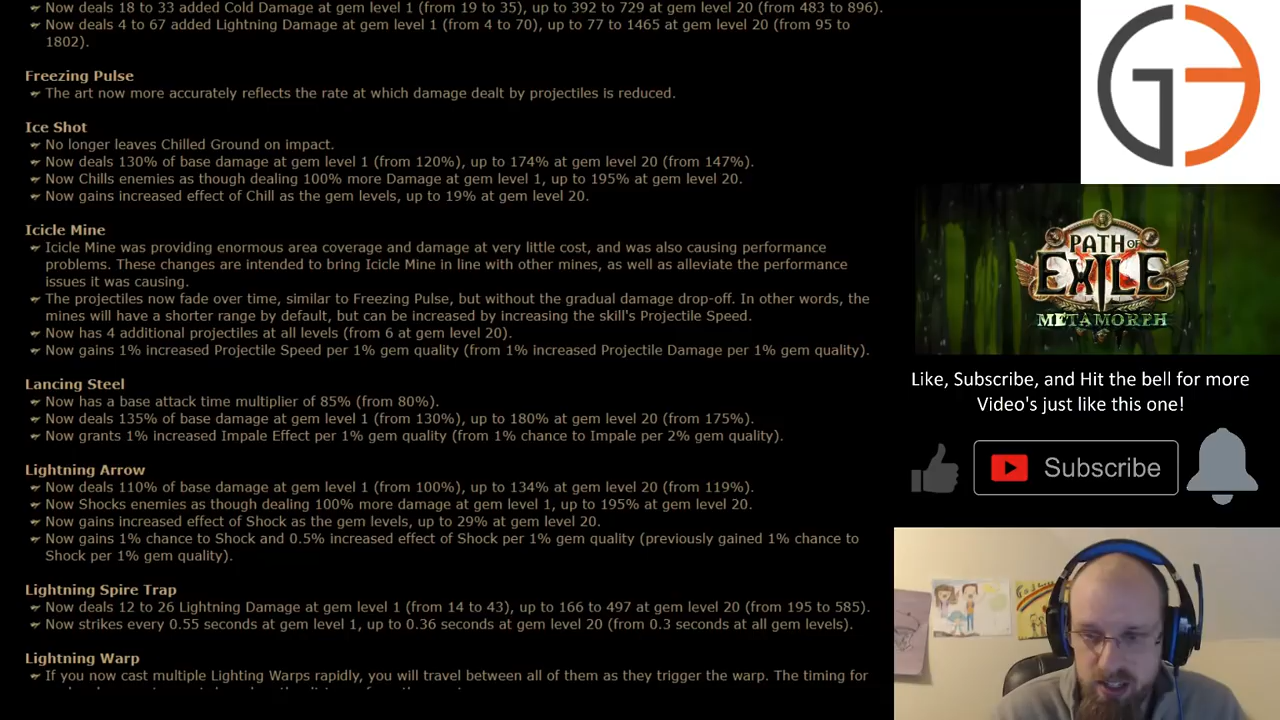 Now deals 18 to 33 added Cold Damage at gem level 1 (from 19 to 35), up to 392 to 729 at gem level 20 (from 483 to 896).
Now deals 4 to 67 added Lightning Damage at gem level 1 (from 4 to 70), up to 77 to 1465 at gem level 20 (from 95 to
1802).
Freezing Pulse
The art now more accurately reflects the rate at which damage dealt by projectiles is reduced.
Ice Shot
No longer leaves Chilled Ground on impact.
Now deals 130% of base damage at gem level 1 (from 120%), up to 174% at gem level 20 (from 147%).
Now Chills enemies as though dealing 100% more Damage at gem level 1, up to 195% at gem level 20.
Now gains increased effect of Chill as the gem levels, up to 19% at gem level 20.
Icicle Mine
Icicle Mine was providing enormous area coverage and damage at very little cost, and was also causing performance
problems. These changes are intended to bring Icicle Mine in line with other mines, as well as alleviate the performance
issues it was causing.
The projectiles now fade over time, similar to Freezing Pulse, but without the gradual damage drop-off. In other words, the
mines will have a shorter range by default, but can be increased by increasing the skill's Projectile Speed.
Now has 4 additional projectiles at all levels (from 6 at gem level 20).
Now gains 1% increased Projectile Speed per 1% gem quality (from 1% increased Projectile Damage per 1% gem quality).
Lancing Steel
Now has a base attack time multiplier of 85% (from 80%).
Now deals 135% of base damage at gem level 1 (from 130%), up to 180% at gem level 20 (from 175%).
Now grants 1% increased Impale Effect per 1% gem quality (from 1% chance to Impale per 2% gem quality).
Lightning Arrow
Now deals 110% of base damage at gem level 1 (from 100%), up to 134% at gem level 20 (from 119%).
Now Shocks enemies as though dealing 100% more damage at gem level 1, up to 195% at gem level 20.
Now gains increased effect of Shock as the gem levels, up to 29% at gem level 20.
Now gains 1% chance to Shock and 0.5% increased effect of Shock per 1% gem quality (previously gained 1% chance to
Shock per 1% gem quality).
Lightning Spire Trap
Now deals 12 to 26 Lightning Damage at gem level 1 (from 14 to 43), up to 166 to 497 at gem level 20 (from 195 to 585).
Now strikes every 0.55 seconds at gem level 1, up to 0.36 seconds at gem level 20 (from 0.3 seconds at all gem levels).
Lightning Warp
If you now cast multiple Lighting Warps rapidly, you will travel between all of them as they trigger the warp. The timing for
PATH OF
EXILE
METAMORPH
Like, Subscribe, and Hit the bell for more
Video's just like this one!
Subscribe